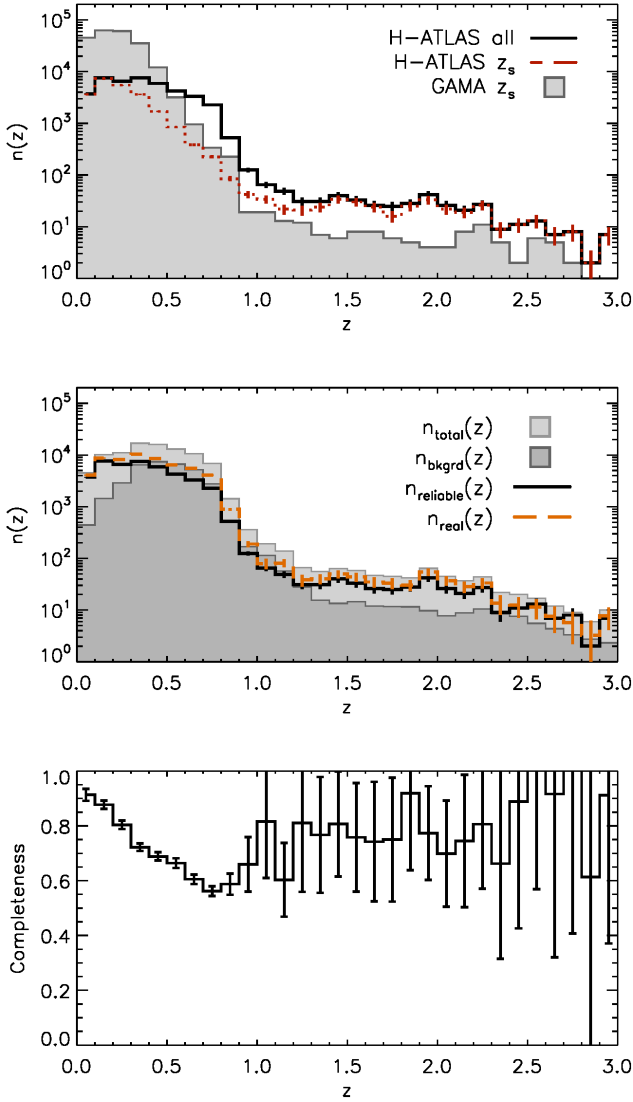 H-ATLAS all
H-ATLAS z_s
GAMA z_s
n(z)
10^5
10^4
10^3
10^2
10^1
10^0
0.0 0.5 1.0 1.5 2.0 2.5 3.0
z
n_total(z)
n_bkgrd(z)
n_reliable(z)
n_real(z)
n(z)
10^5
10^4
10^3
10^2
10^1
10^0
0.0 0.5 1.0 1.5 2.0 2.5 3.0
z
Completeness
1.0
0.8
0.6
0.4
0.2
0.0
0.0 0.5 1.0 1.5 2.0 2.5 3.0
z